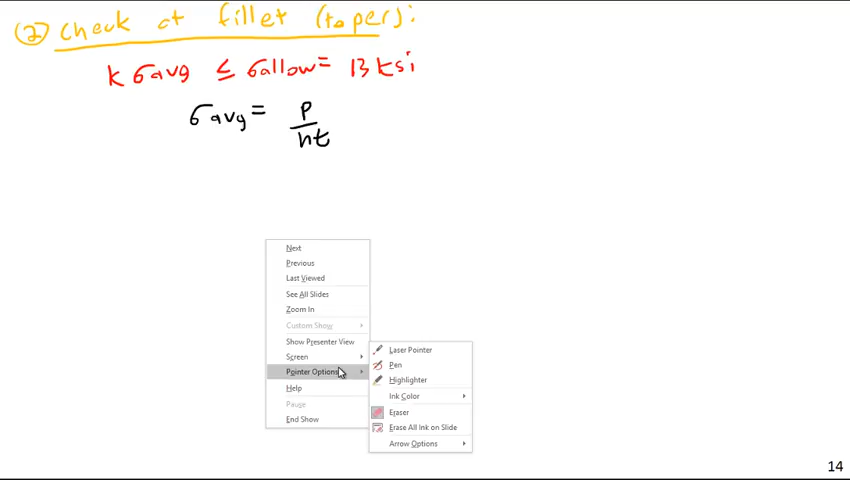 ② Check at fillet (taper):
k σavg ≤ σallow = 13 ksi
σavg = P
ht
Next
Previous
Last Viewed
See All Slides
Zoom In
Custom Show
Show Presenter View
Screen
Pointer Options
Help
Pause
End Show
Laser Pointer
Pen
Highlighter
Ink Color
Eraser
Erase All Ink on Slide
Arrow Options
14